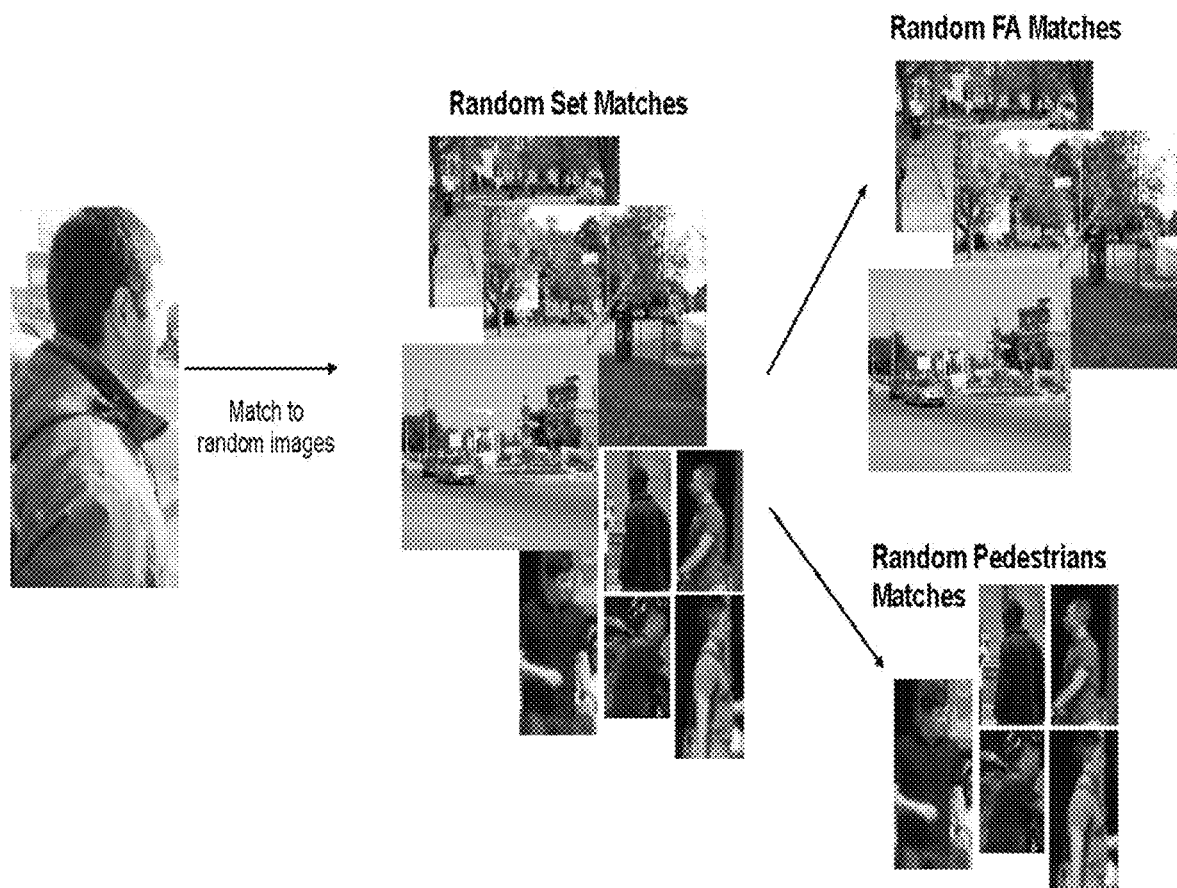 Random FA Matches
Random Set Matches
Match to
random images
Random Pedestrians
Matches